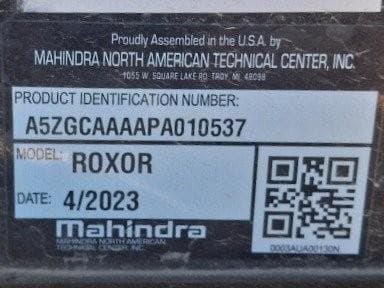 Proudly Assembled in the U.S.A. by
MAHINDRA NORTH AMERICAN TECHNICAL CENTER, INC.
1055 W. SQUARE LAKE RD. TROY, MI. 48098
PRODUCT IDENTIFICATION NUMBER:
A5ZGCAAAAPA010537
MODEL: ROXOR
DATE: 4/2023
Mahindra
MAHINDRA NORTH AMERICAN
TECHNICAL CENTER, INC.
0003AUA00130N